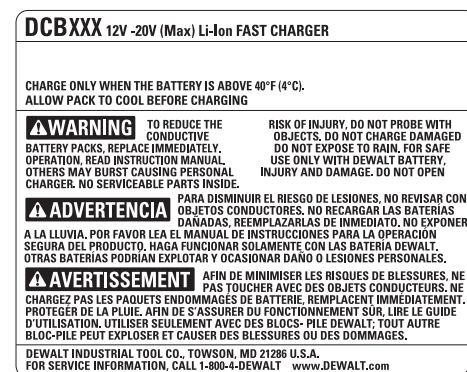 DCBXXX 12V -20V (Max) Li-Ion FAST CHARGER
CHARGE ONLY WHEN THE BATTERY IS ABOVE 40°F (4°C).
ALLOW PACK TO COOL BEFORE CHARGING
WARNING TO REDUCE THE RISK OF INJURY, DO NOT PROBE WITH
CONDUCTIVE OBJECTS. DO NOT CHARGE DAMAGED
BATTERY PACKS, REPLACE IMMEDIATELY. DO NOT EXPOSE TO RAIN. FOR SAFE
OPERATION, READ INSTRUCTION MANUAL. USE ONLY WITH DEWALT BATTERY,
OTHERS MAY BURST CAUSING PERSONAL INJURY AND DAMAGE. DO NOT OPEN
CHARGER. NO SERVICEABLE PARTS INSIDE.
ADVERTENCIA PARA DISMINUIR EL RIESGO DE LESIONES, NO REVISAR CON
OBJETOS CONDUCTORES. NO RECARGAR LAS BATERÍAS
DAÑADAS, REEMPLAZARLAS DE INMEDIATO. NO EXPONER
A LA LLUVIA. POR FAVOR LEA EL MANUAL DE INSTRUCCIONES PARA LA OPERACIÓN
SEGURA DEL PRODUCTO. HAGA FUNCIONAR SOLAMENTE CON LAS BATERÍA DEWALT.
OTRAS BATERÍAS PODRÍAN EXPLOTAR Y OCASIONAR DAÑO O LESIONES PERSONALES.
AVERTISSEMENT AFIN DE MINIMISER LES RISQUES DE BLESSURES, NE
PAS TOUCHER AVEC DES OBJETS CONDUCTEURS. NE
CHARGEZ PAS LES PAQUETS ENDOMMAGÉS DE BATTERIE, REMPLACENT IMMÉDIATEMENT.
PROTEGÉR DE LA PLUIE. AFIN DE S'ASSURER DU FONCTIONNEMENT SÛR, LIRE LE GUIDE
D'UTILISATION. UTILISER SEULEMENT AVEC DES BLOCS- PILE DEWALT; TOUT AUTRE
BLOC-PILE PEUT EXPLOSER ET CAUSER DES BLESSURES OU DES DOMMAGES.
DEWALT INDUSTRIAL TOOL CO., TOWSON, MD 21286 U.S.A.
FOR SERVICE INFORMATION, CALL 1-800-4-DEWALT www.DEWALT.com